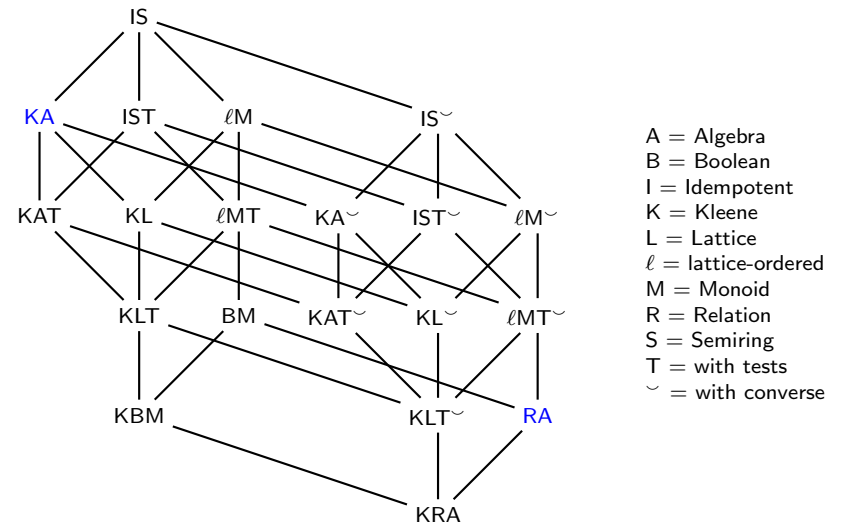 IS
KA IST ℓM IS⌣
KAT KL ℓMT KA⌣ IST⌣ ℓM⌣
KLT BM KAT⌣ KL⌣ ℓMT⌣
KBM KLT⌣ RA
KRA
A = Algebra
B = Boolean
I = Idempotent
K = Kleene
L = Lattice
ℓ = lattice-ordered
M = Monoid
R = Relation
S = Semiring
T = with tests
⌣ = with converse